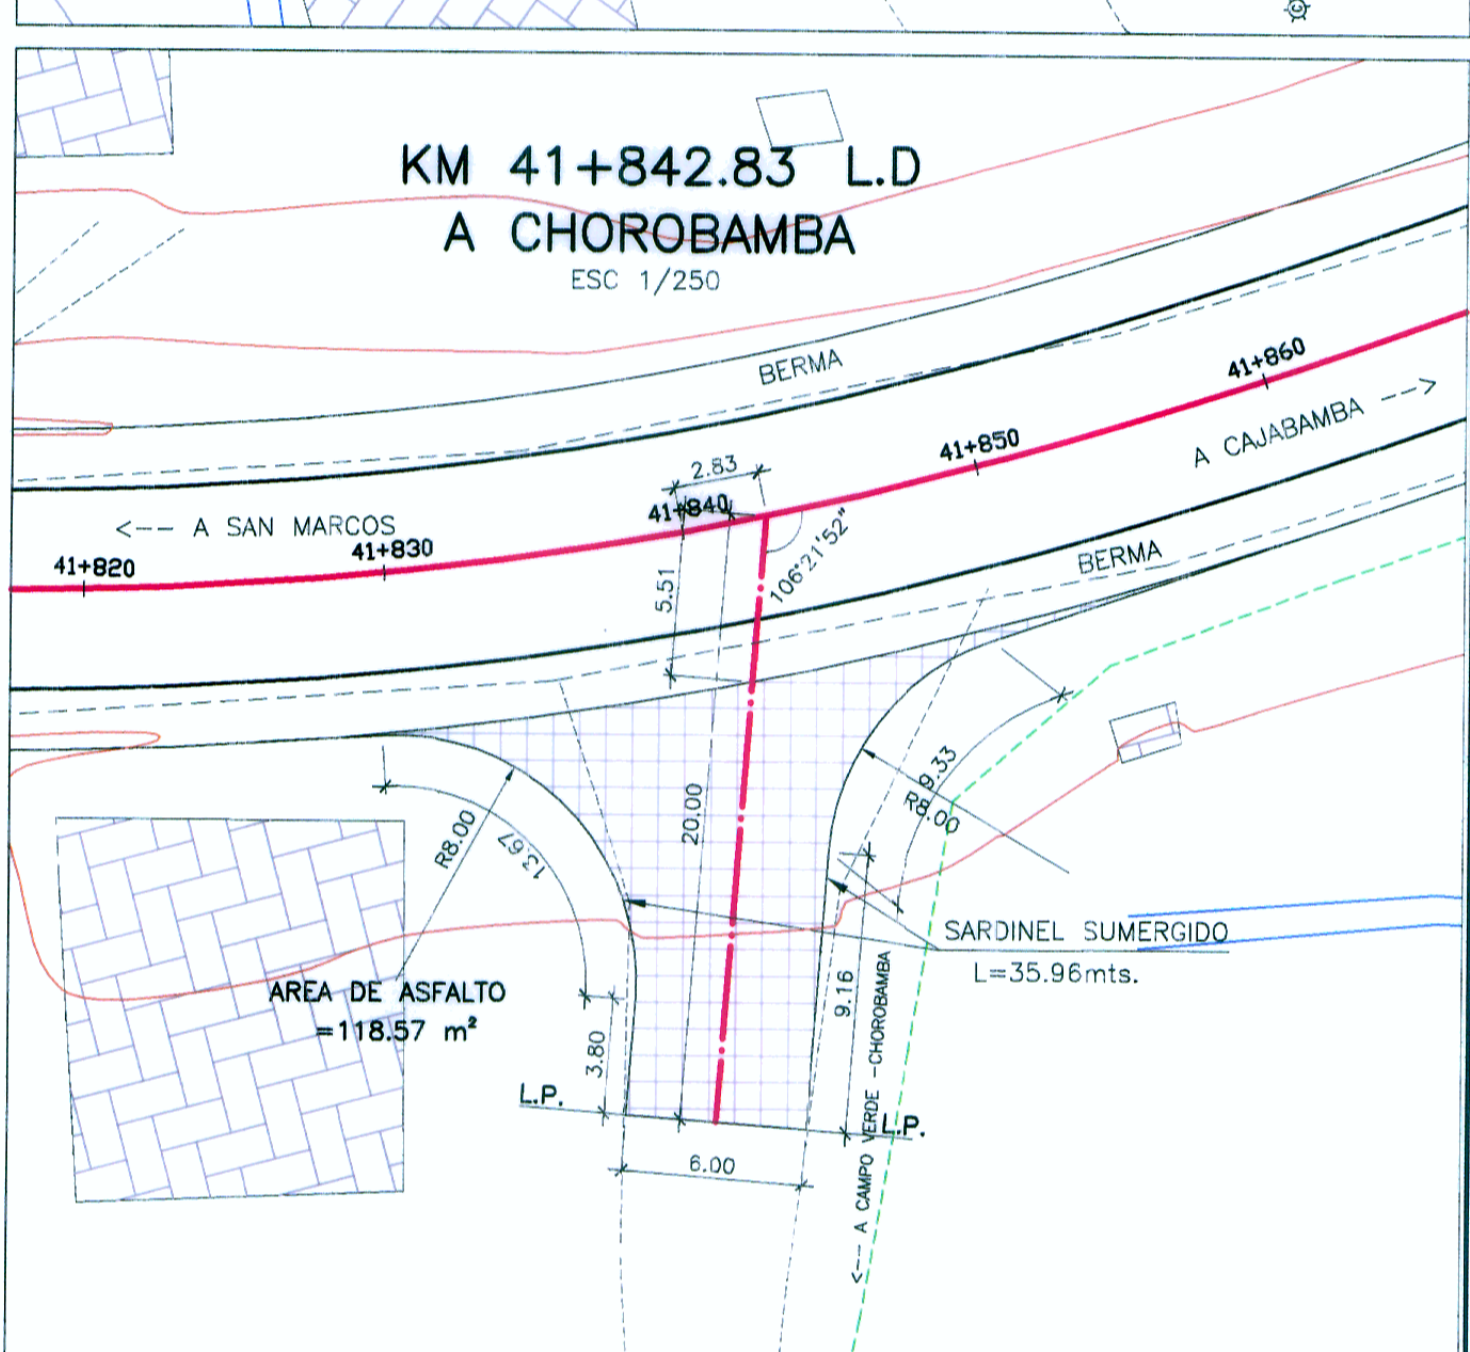 KM 41+842.83 L.D
A CHOROBAMBA
ESC 1/250
BERMA
41+860
A CAJABAMBA -->
41+850
2.83
41+840
<-- A SAN MARCOS
41+830
41+820
106°21'52"
5.51
BERMA
20.00
9.33
R8.00
R8.00
13.67
SARDINEL SUMERGIDO
L=35.96mts.
AREA DE ASFALTO
=118.57 m²
9.16
3.80
<--- A CAMPO VERDE -CHOROBAMBA
L.P.
L.P.
6.00